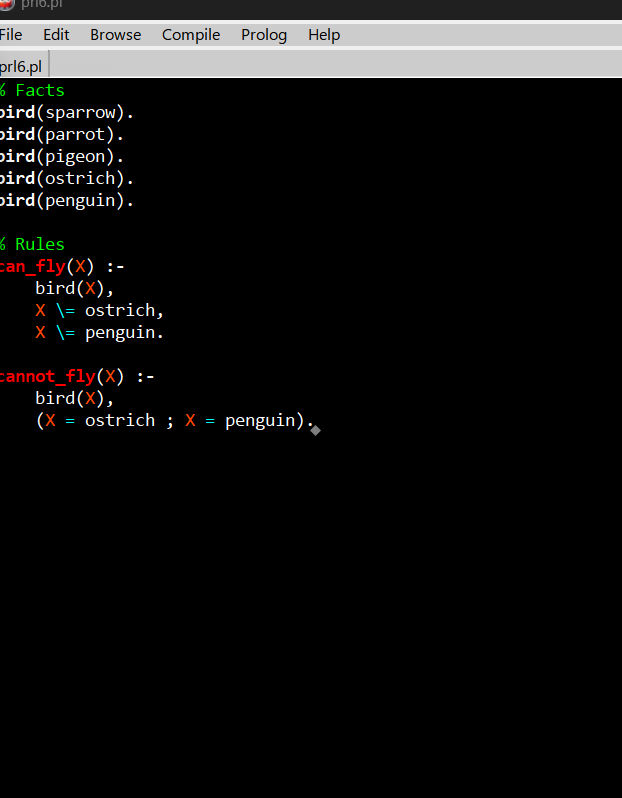 prl6.pl
File Edit Browse Compile Prolog Help
prl6.pl
% Facts
bird(sparrow).
bird(parrot).
bird(pigeon).
bird(ostrich).
bird(penguin).
% Rules
can_fly(X) :-
bird(X),
X \= ostrich,
X \= penguin.
cannot_fly(X) :-
bird(X),
(X = ostrich ; X = penguin).